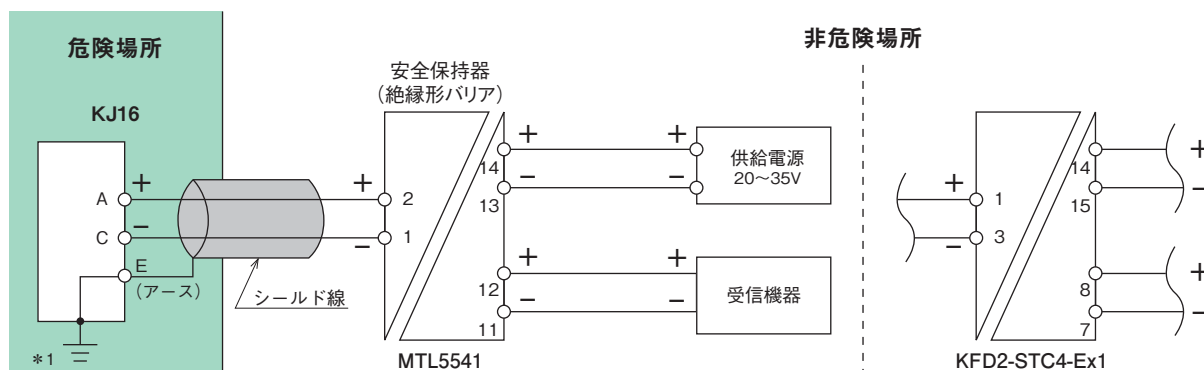 危険場所
非危険場所
KJ16
安全保持器
(絶縁形バリア)
A
+
C
−
E
(アース)
シールド線
*1
+
2
−
1
14
+
+
13
−
−
供給電源
20〜35V
12
+
+
11
−
−
受信機器
MTL5541
+
1
−
3
14
+
15
−
8
+
7
−
KFD2-STC4-Ex1